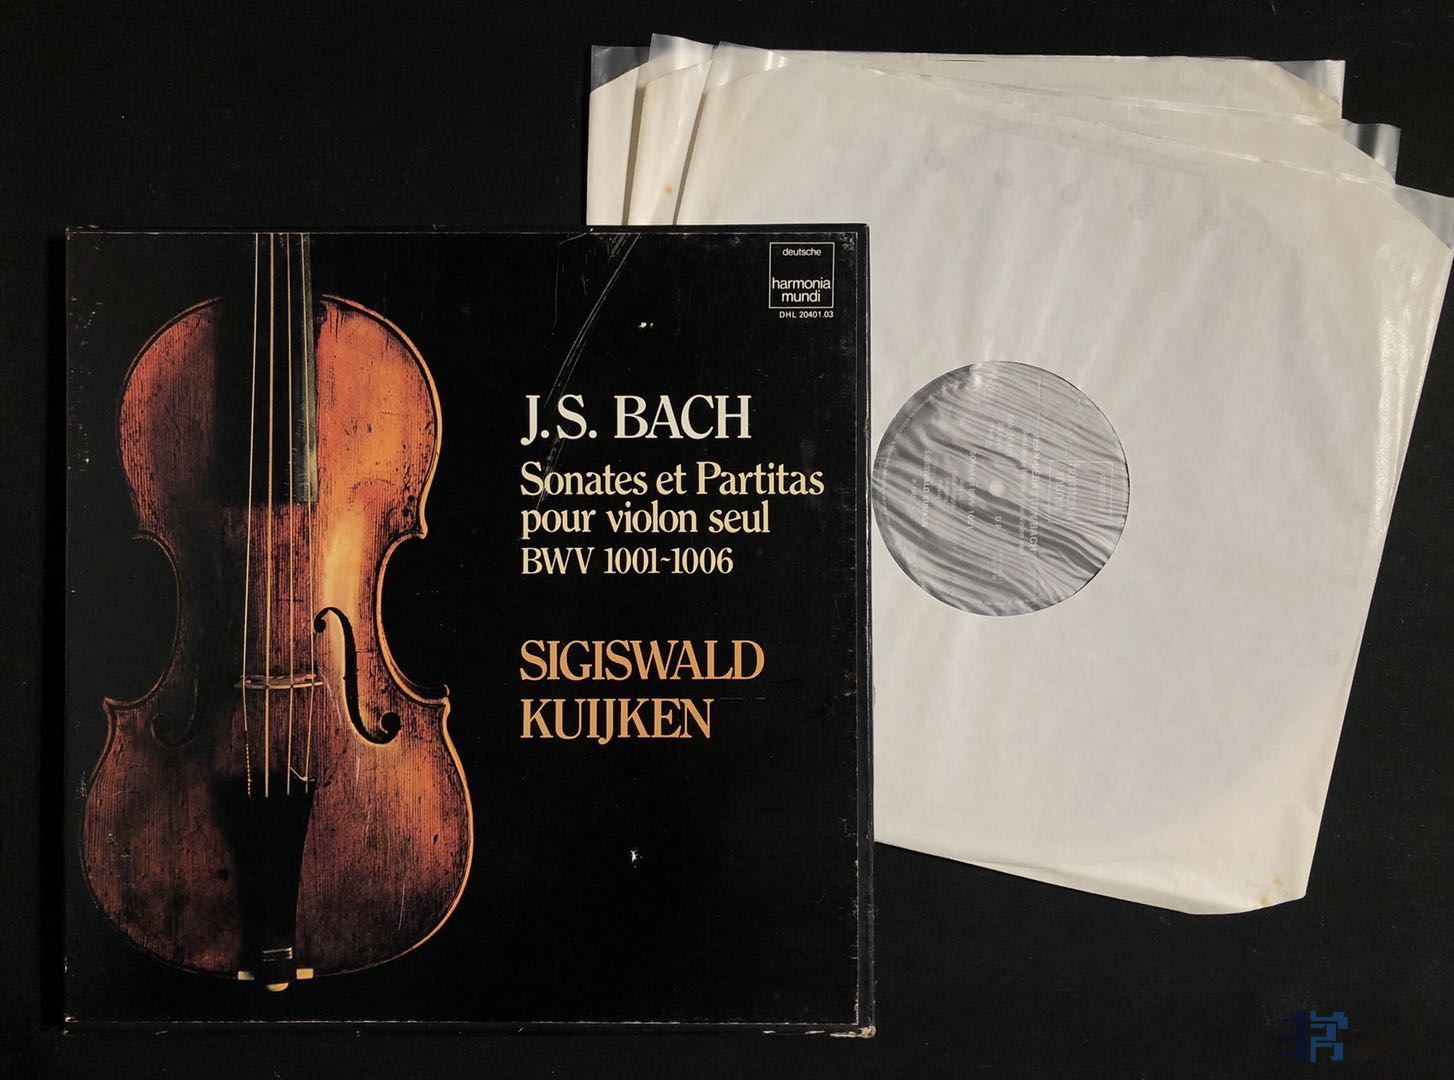 deutsche
harmonia
mundi
DHL 20401.03
J.S. BACH
Sonates et Partitas
pour violon seul
BWV 1001~1006
SIGISWALD
KUIJKEN